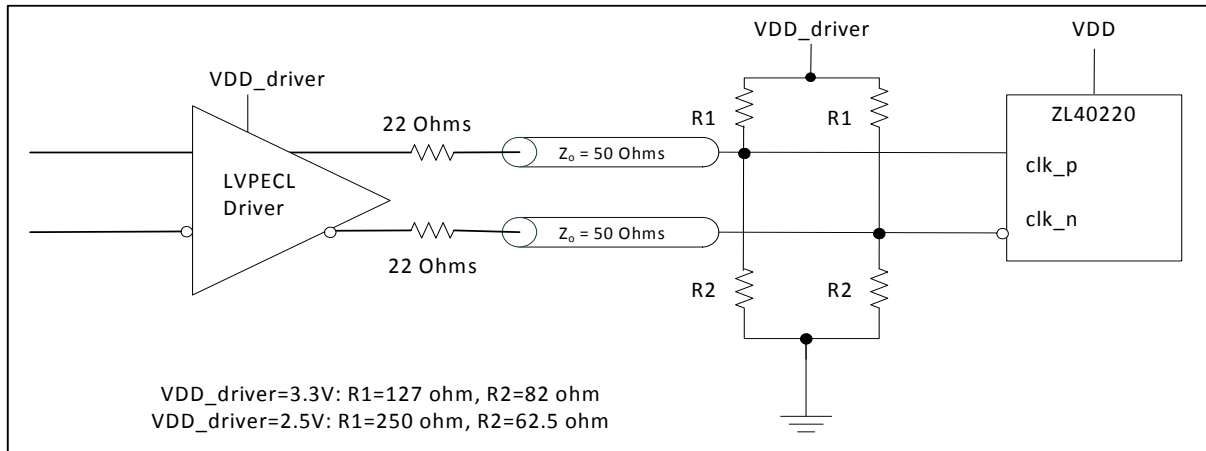 VDD_driver
VDD
VDD_driver
22 Ohms
R1
R1
ZL40220
Zo = 50 Ohms
clk_p
LVPECL
Driver
clk_n
Zo = 50 Ohms
22 Ohms
R2
R2
VDD_driver=3.3V: R1=127 ohm, R2=82 ohm
VDD_driver=2.5V: R1=250 ohm, R2=62.5 ohm